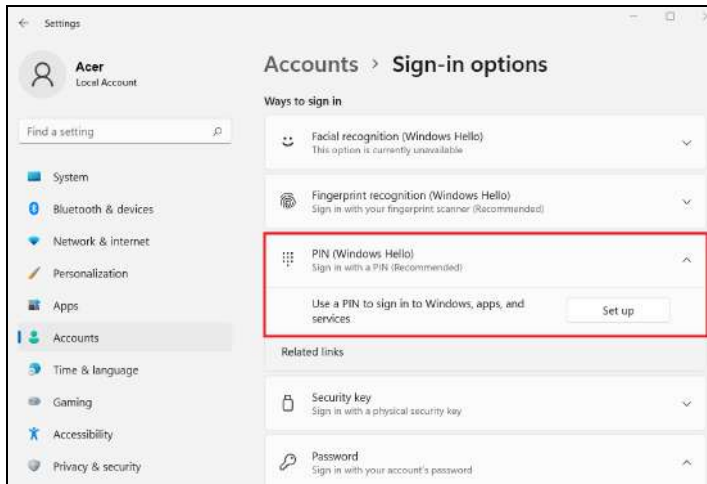 Settings
Acer
Local Account
Find a setting
System
Bluetooth & devices
Network & internet
Personalization
Apps
Accounts
Time & language
Gaming
Accessibility
Privacy & security
Accounts > Sign-in options
Ways to sign in
Facial recognition (Windows Hello)
This option is currently unavailable
Fingerprint recognition (Windows Hello)
Sign in with your fingerprint scanner (Recommended)
PIN (Windows Hello)
Sign in with a PIN (Recommended)
Use a PIN to sign in to Windows, apps, and
services
Set up
Related links
Security key
Sign in with a physical security key
Password
Sign in with your account's password